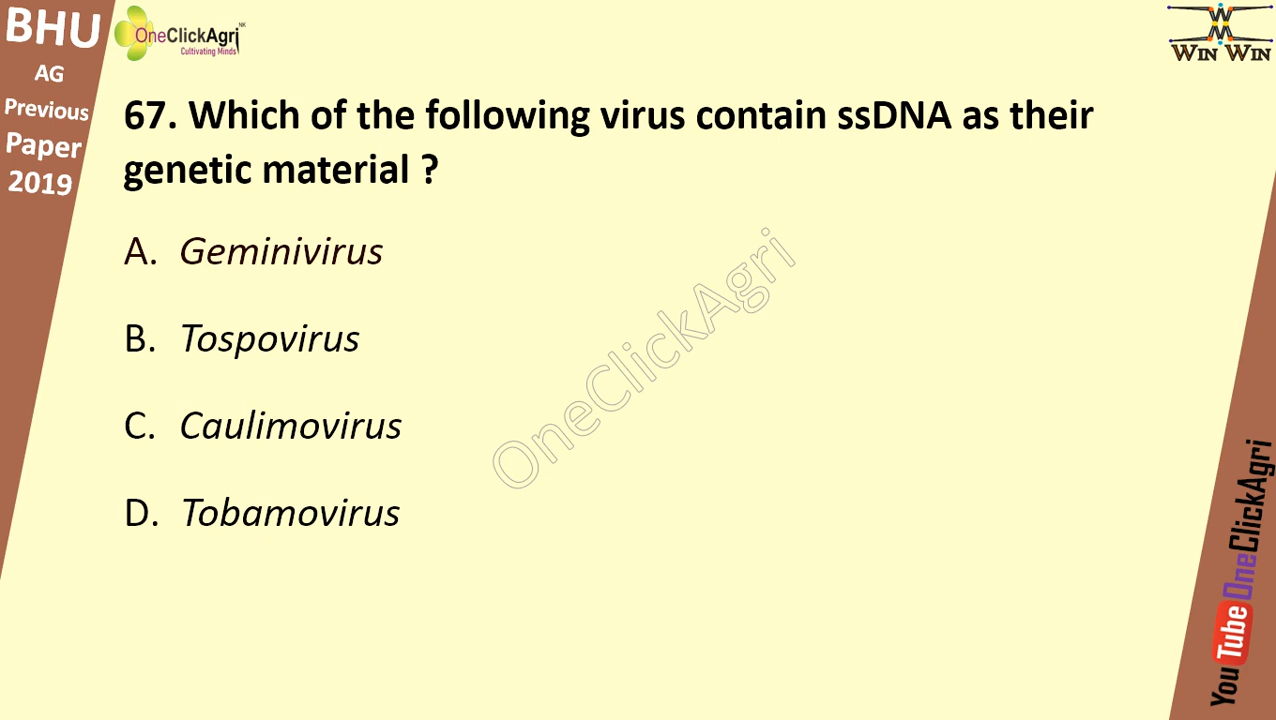 BHU
AG
Previous
Paper
2019
OneClickAgri NK
Cultivating Minds
WIN WIN
67. Which of the following virus contain ssDNA as their
genetic material ?
A. Geminivirus
B. Tospovirus
C. Caulimovirus
D. Tobamovirus
OneClickAgri
YouTube OneClickAgri